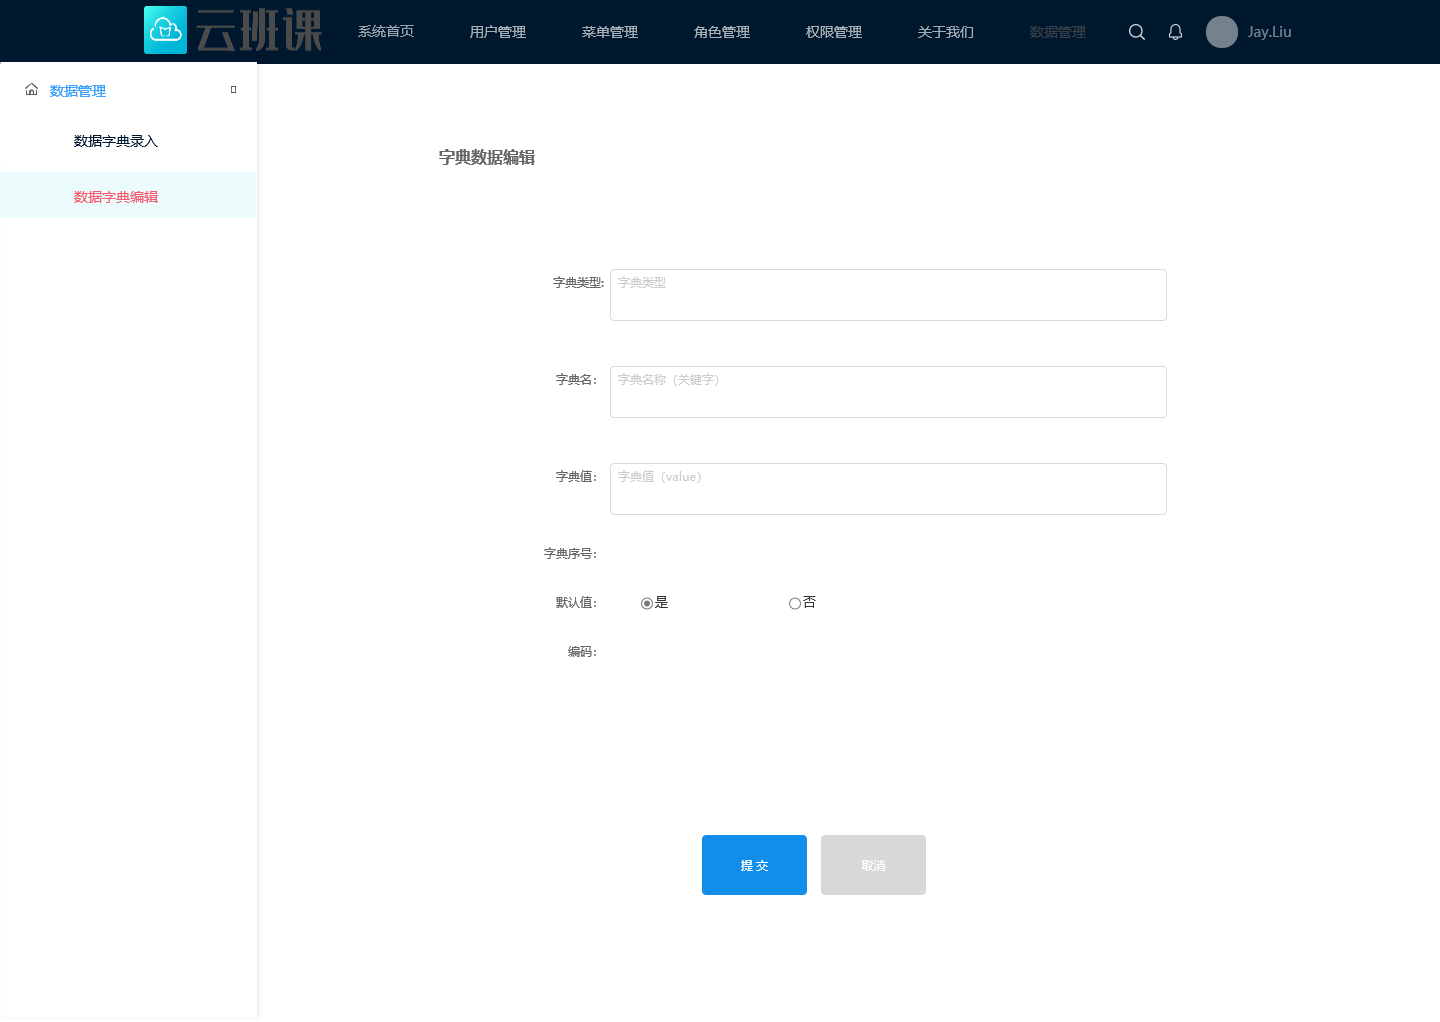 云班课
系统首页 用户管理 菜单管理 角色管理 权限管理 关于我们 数据管理 Jay.Liu
数据管理
数据字典录入
数据字典编辑
字典数据编辑
字典类型: 字典类型
字典名： 字典名称（关键字）
字典值： 字典值（value）
字典序号：
默认值： 是 否
编码：
提 交 取消